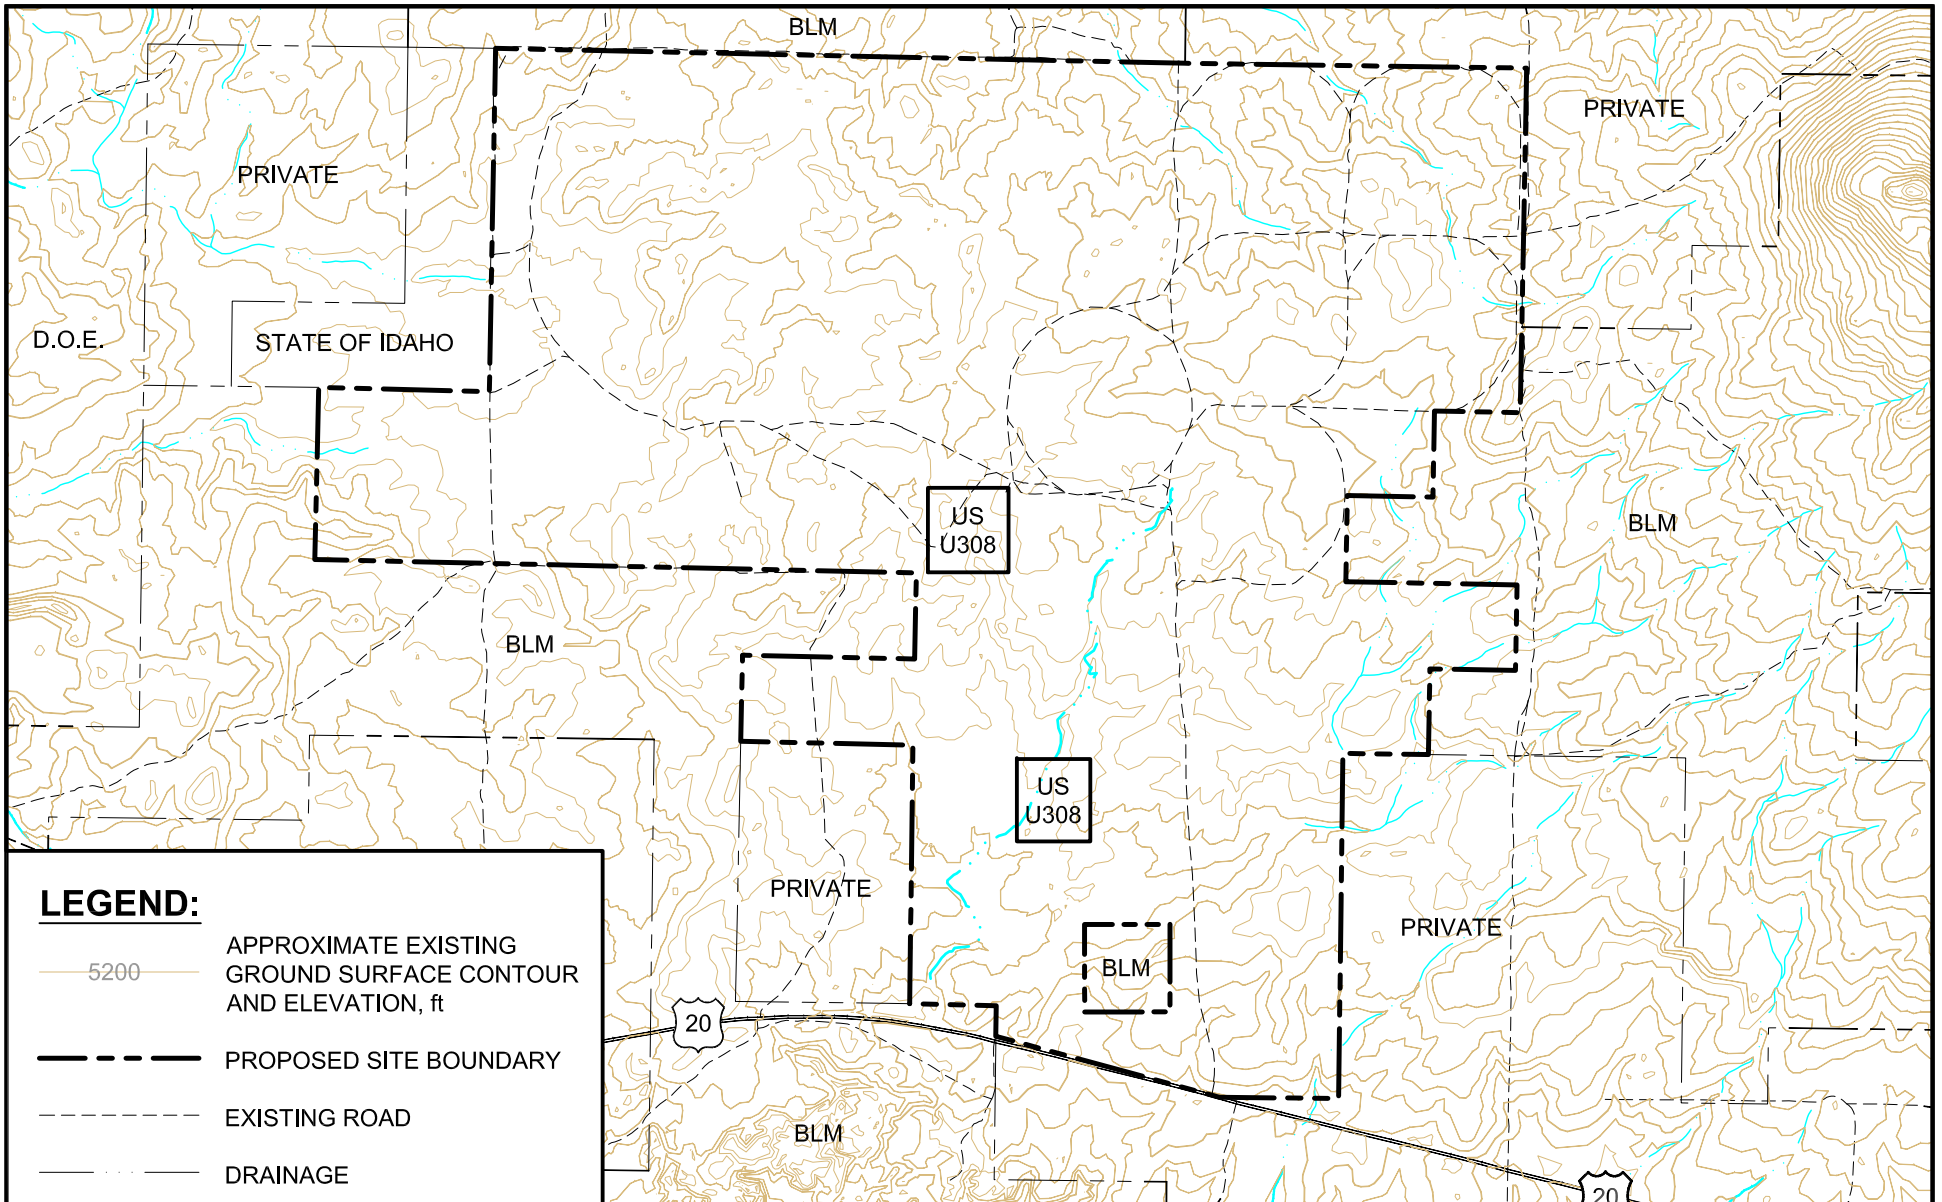 BLM
PRIVATE
PRIVATE
D.O.E.
STATE OF IDAHO
US
U308
BLM
BLM
US
U308
PRIVATE
PRIVATE
BLM
20
BLM
20
LEGEND:
5200
APPROXIMATE EXISTING
GROUND SURFACE CONTOUR
AND ELEVATION, ft
PROPOSED SITE BOUNDARY
EXISTING ROAD
DRAINAGE